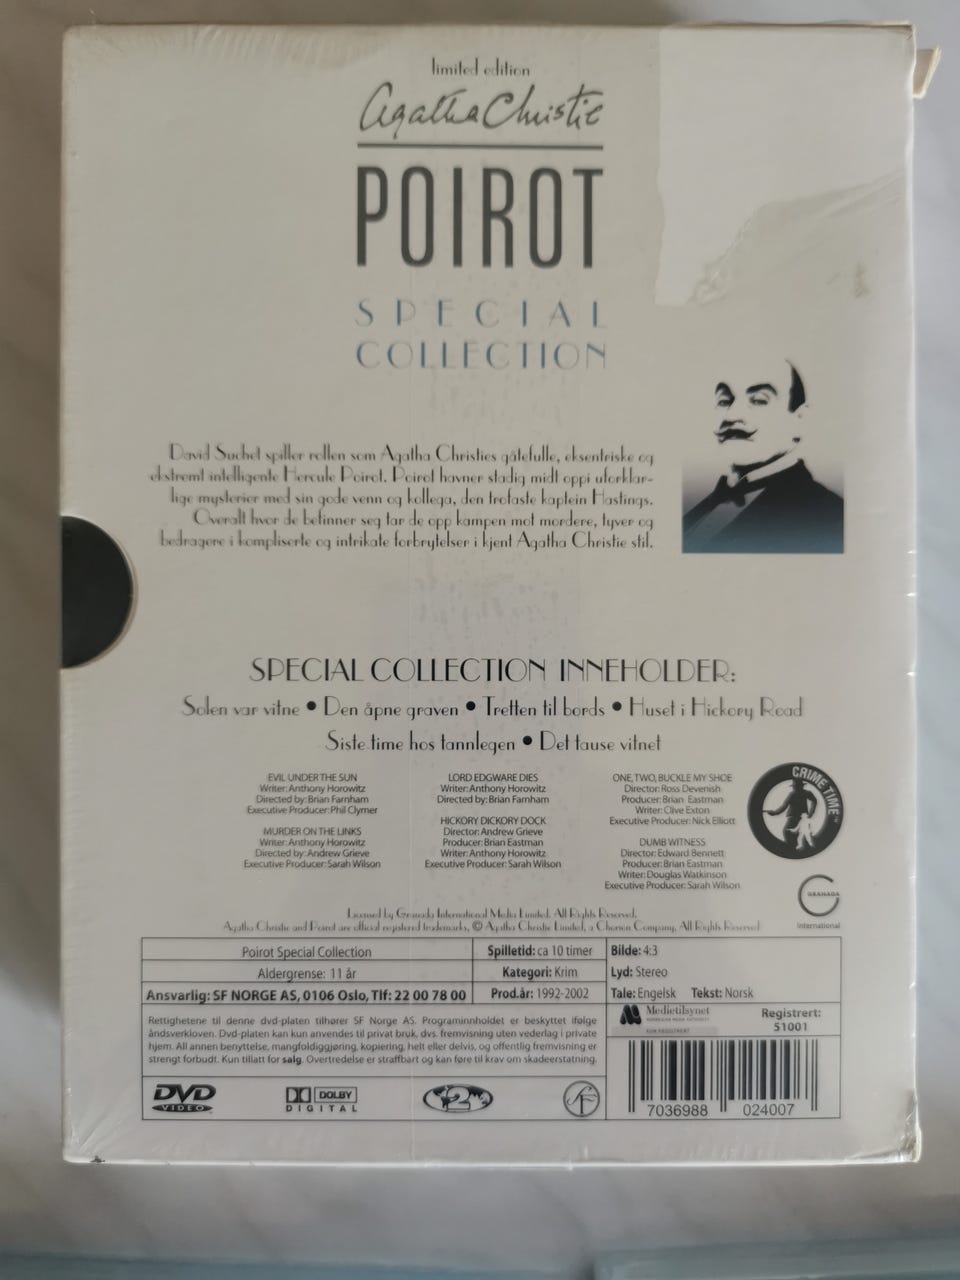 limited edition
Agatha Christie
POIROT
SPECIAL
COLLECTION
David Suchet spiller rollen som Agatha Christies gåtefulle, eksentriske og
ekstremt intelligente Hercule Poirot. Poirot havner stadig midt oppi uforklar-
lige mysterier med sin gode venn og kollega, den trofaste kaptein Hastings.
Overalt hvor de befinner seg tar de opp kampen mot mordere, tyver og
bedragere i kompliserte og intrikate forbrytelser i kjent Agatha Christie stil.
SPECIAL COLLECTION INNEHOLDER:
Solen var vitne • Den åpne graven • Tretten til bords • Huset i Hickory Road
Siste time hos tannlegen • Det tause vitnet
EVIL UNDER THE SUN
Writer: Anthony Horowitz
Directed by: Brian Farnham
Executive Producer: Phil Clymer
MURDER ON THE LINKS
Writer: Anthony Horowitz
Directed by: Andrew Grieve
Executive Producer: Sarah Wilson
LORD EDGWARE DIES
Writer: Anthony Horowitz
Directed by: Brian Farnham
HICKORY DICKORY DOCK
Director: Andrew Grieve
Producer: Brian Eastman
Writer: Anthony Horowitz
Executive Producer: Sarah Wilson
ONE, TWO, BUCKLE MY SHOE
Director: Ross Devenish
Producer: Brian Eastman
Writer: Clive Exton
Executive Producer: Nick Elliott
DUMB WITNESS
Director: Edward Bennett
Producer: Brian Eastman
Writer: Douglas Watkinson
Executive Producer: Sarah Wilson
CRIME TIME™
GRANADA
International
Licensed by Granada International Media Limited. All Rights Reserved.
Agatha Christie and Poirot are official registered trademarks, © Agatha Christie Limited, a Chorion Company, All Rights Reserved
Poirot Special Collection
Aldergrense: 11 år
Ansvarlig: SF NORGE AS, 0106 Oslo, Tlf: 22 00 78 00
Spilletid: ca 10 timer
Kategori: Krim
Prod.år: 1992-2002
Bilde: 4:3
Lyd: Stereo
Tale: Engelsk Tekst: Norsk
Rettighetene til denne dvd-platen tilhører SF Norge AS. Programinnholdet er beskyttet ifølge
åndsverkloven. Dvd-platen kan kun anvendes til privat bruk, dvs. fremvisning uten vederlag i private
hjem. All annen benyttelse, mangfoldiggjøring, kopiering, helt eller delvis, og offentlig fremvisning er
strengt forbudt. Kun tillatt for salg. Overtredelse er straffbart og kan føre til krav om skadeerstatning.
Medietilsynet
NORWEGIAN MEDIA AUTHORITY
KUN REGISTRERT
Registrert:
51001
DVD
VIDEO
DOLBY
DIGITAL
2
SF
7036988 024007